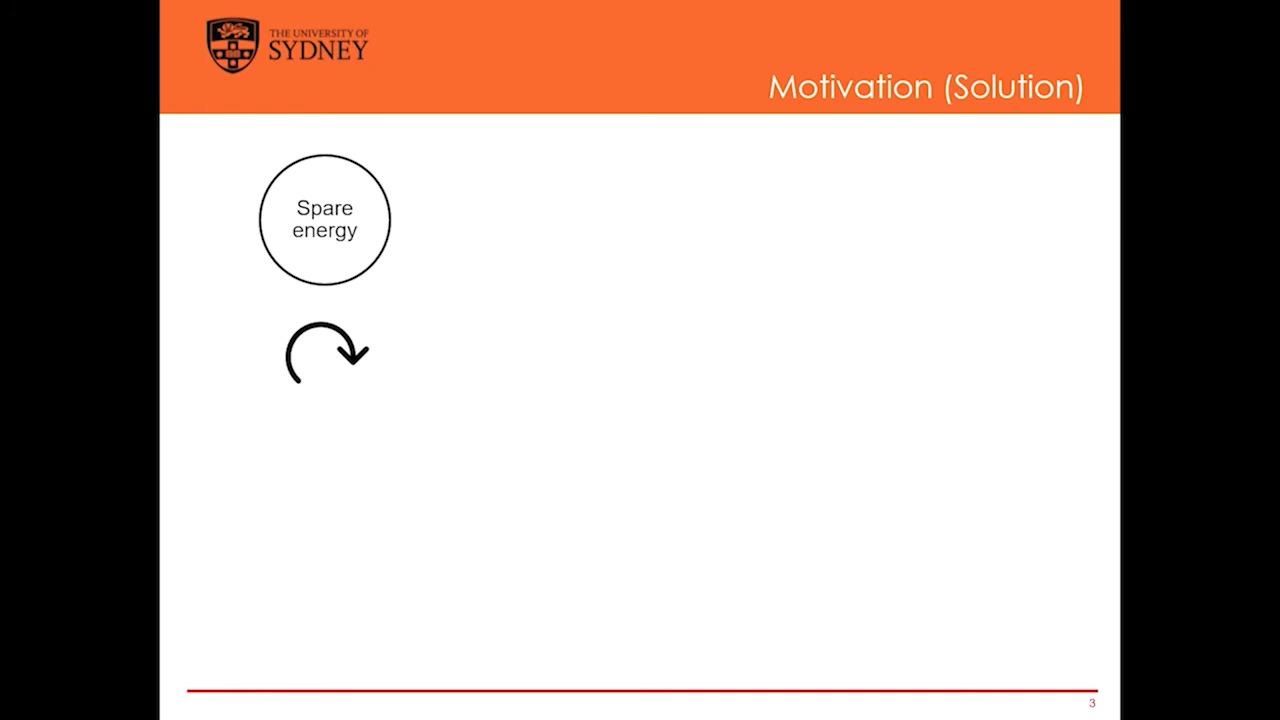 THE UNIVERSITY OF
SYDNEY
Motivation (Solution)
Spare
energy
3